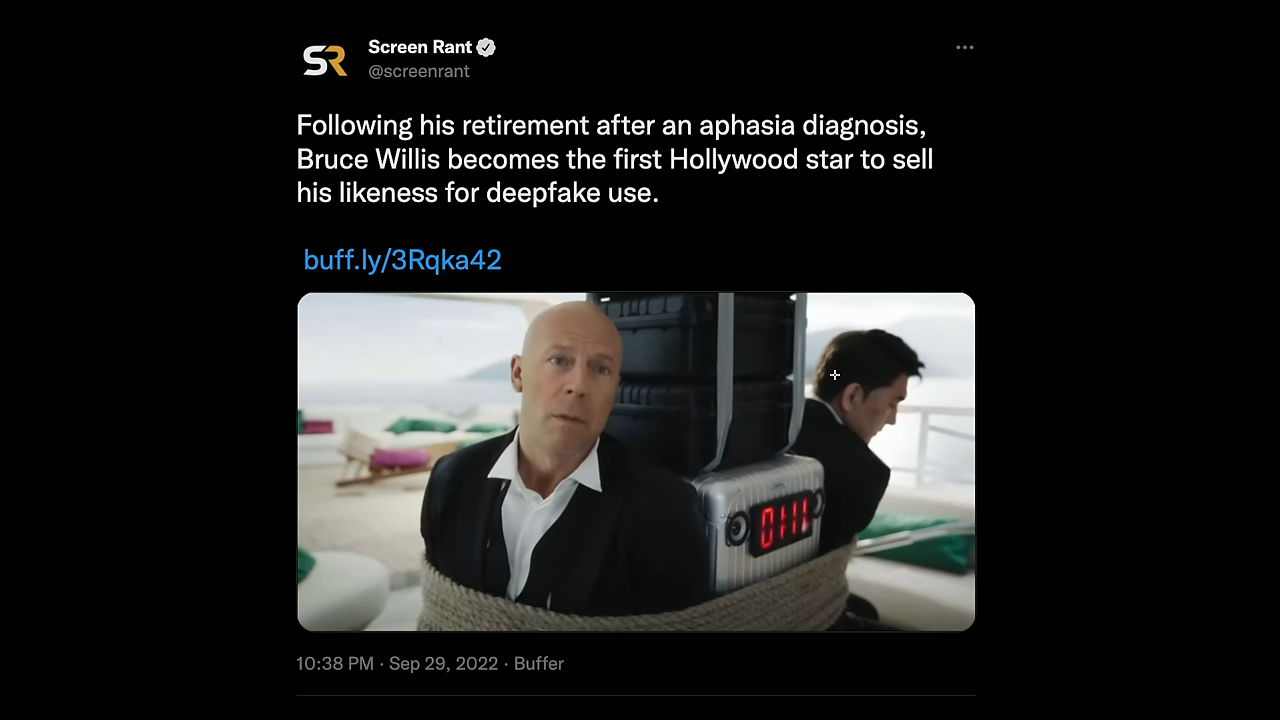 SR
Screen Rant
@screenrant
Following his retirement after an aphasia diagnosis,
Bruce Willis becomes the first Hollywood star to sell
his likeness for deepfake use.
buff.ly/3Rqka42
0111
10:38 PM · Sep 29, 2022 · Buffer